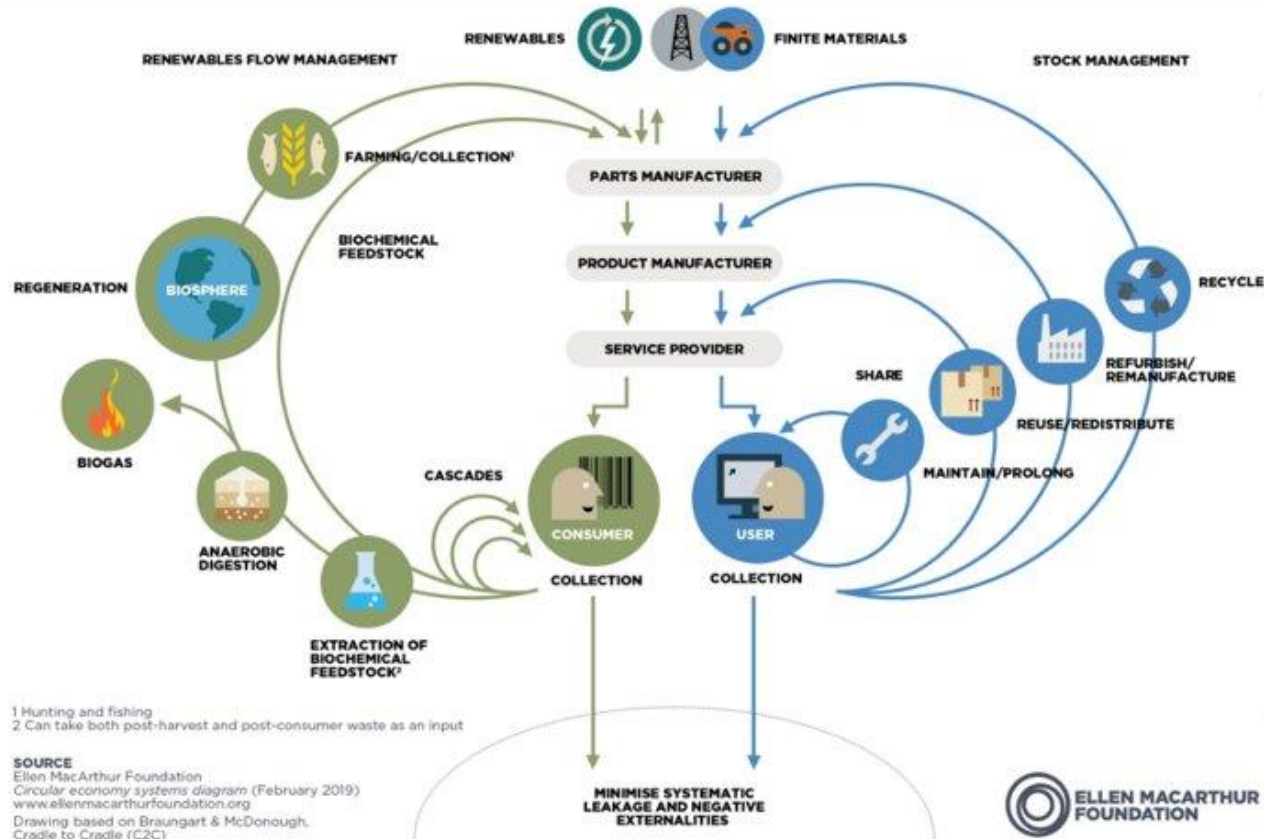 RENEWABLES
FINITE MATERIALS
RENEWABLES FLOW MANAGEMENT
STOCK MANAGEMENT
FARMING/COLLECTION¹
PARTS MANUFACTURER
BIOCHEMICAL
FEEDSTOCK
PRODUCT MANUFACTURER
REGENERATION
BIOSPHERE
RECYCLE
SERVICE PROVIDER
SHARE
REFURBISH/
REMANUFACTURE
REUSE/REDISTRIBUTE
BIOGAS
CASCADES
MAINTAIN/PROLONG
CONSUMER
USER
ANAEROBIC
DIGESTION
COLLECTION
COLLECTION
EXTRACTION OF
BIOCHEMICAL
FEEDSTOCK²
1 Hunting and fishing
2 Can take both post-harvest and post-consumer waste as an input
SOURCE
Ellen MacArthur Foundation
Circular economy systems diagram (February 2019)
www.ellenmacarthurfoundation.org
Drawing based on Braungart & McDonough,
Cradle to Cradle (C2C)
MINIMISE SYSTEMATIC
LEAKAGE AND NEGATIVE
EXTERNALITIES
ELLEN MACARTHUR
FOUNDATION